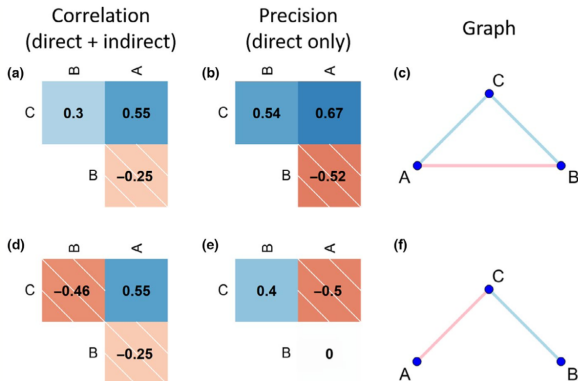 Correlation
(direct + indirect)
Precision
(direct only)
Graph
(a)
B
A
C
0.3
0.55
B
–0.25
(b)
B
A
0.54
0.67
B
–0.52
(c)
C
A
B
(d)
B
A
C
–0.46
0.55
B
–0.25
(e)
B
A
C
0.4
–0.5
B
0
(f)
C
A
B